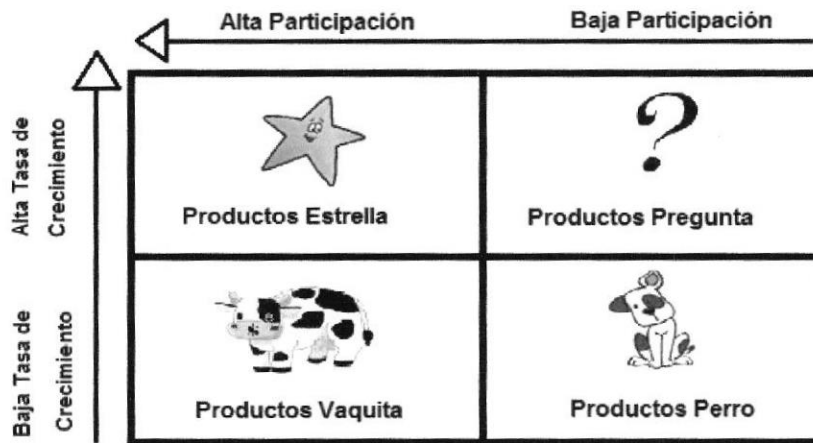 Alta Participación
Baja Participación
Alta Tasa de
Crecimiento
Productos Estrella
?
Productos Pregunta
Baja Tasa de
Crecimiento
Productos Vaquita
Productos Perro